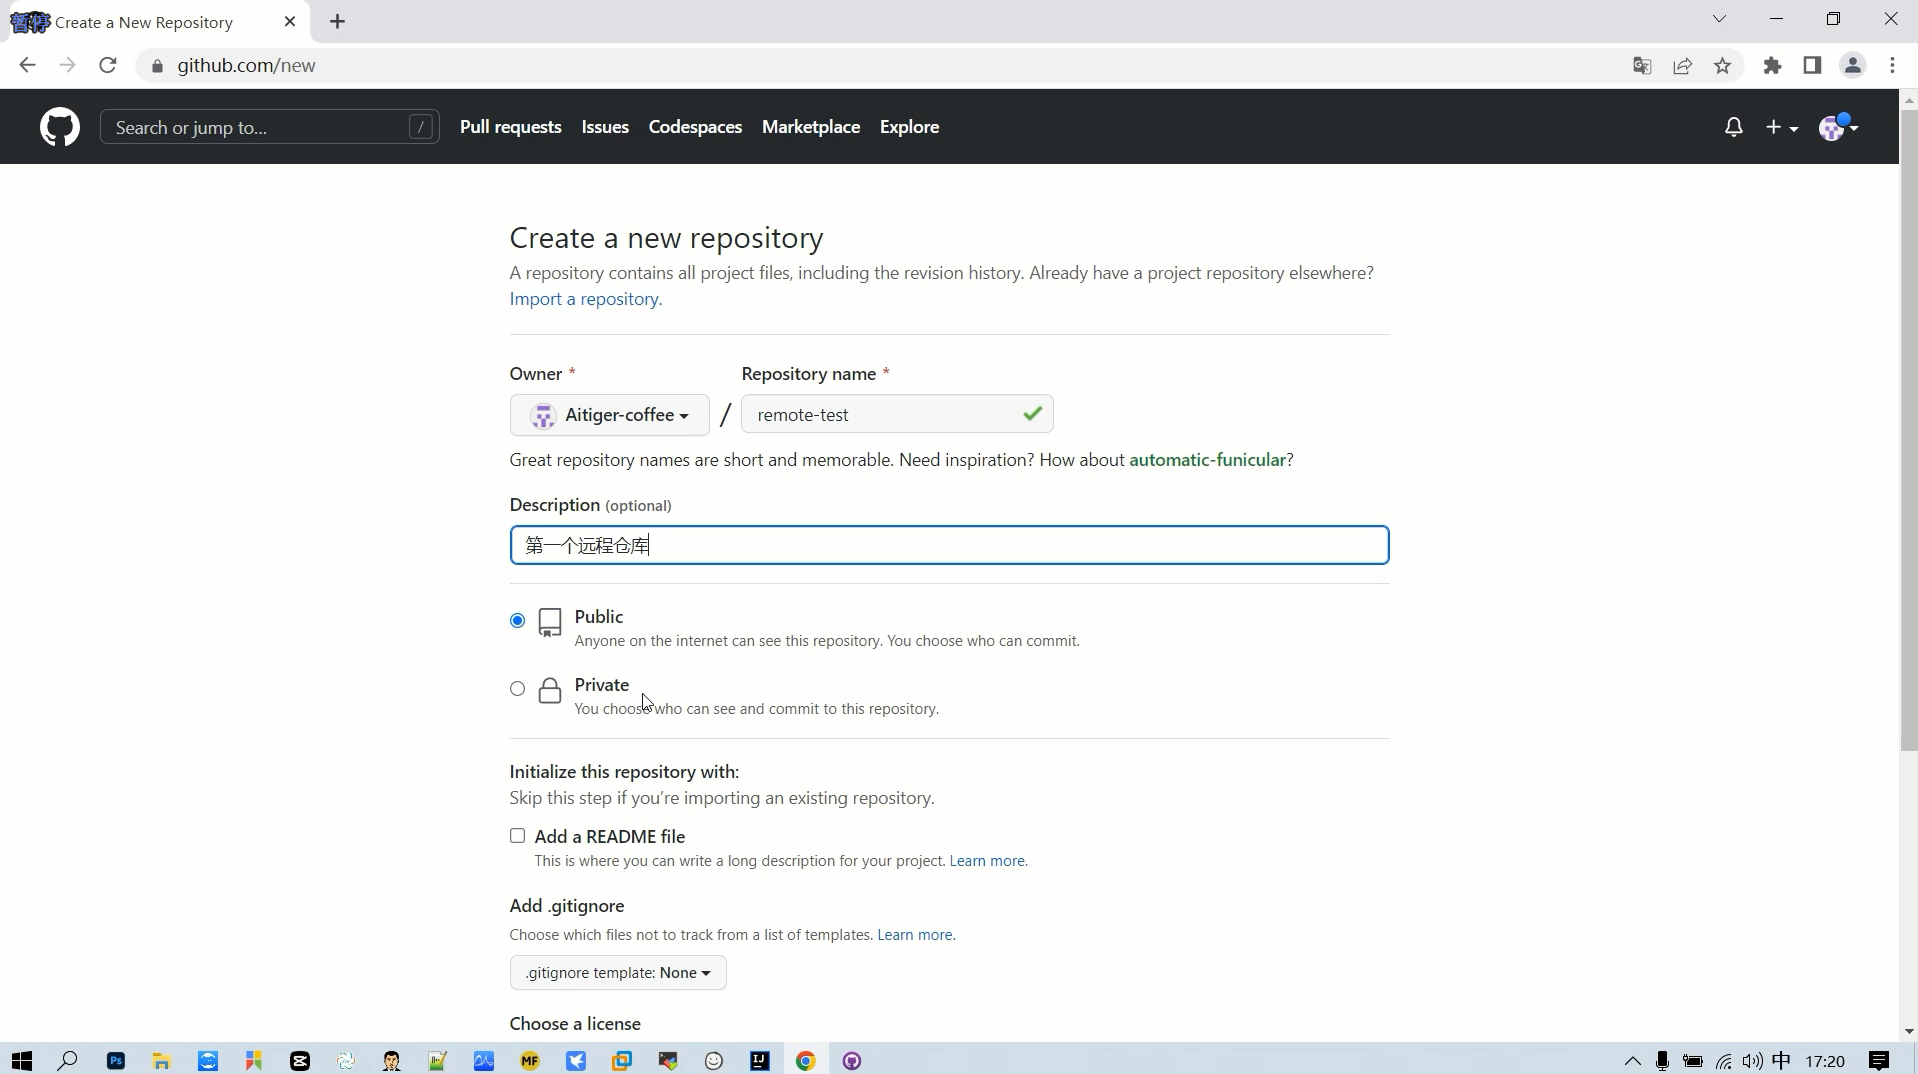 暂停 Create a New Repository
github.com/new
Search or jump to... /
Pull requests Issues Codespaces Marketplace Explore
Create a new repository
A repository contains all project files, including the revision history. Already have a project repository elsewhere?
Import a repository.
Owner *
Repository name *
Aitiger-coffee / remote-test
Great repository names are short and memorable. Need inspiration? How about automatic-funicular?
Description (optional)
第一个远程仓库
Public
Anyone on the internet can see this repository. You choose who can commit.
Private
You choose who can see and commit to this repository.
Initialize this repository with:
Skip this step if you're importing an existing repository.
Add a README file
This is where you can write a long description for your project. Learn more.
Add .gitignore
Choose which files not to track from a list of templates. Learn more.
.gitignore template: None
Choose a license
Ps MF IJ 中 17:20